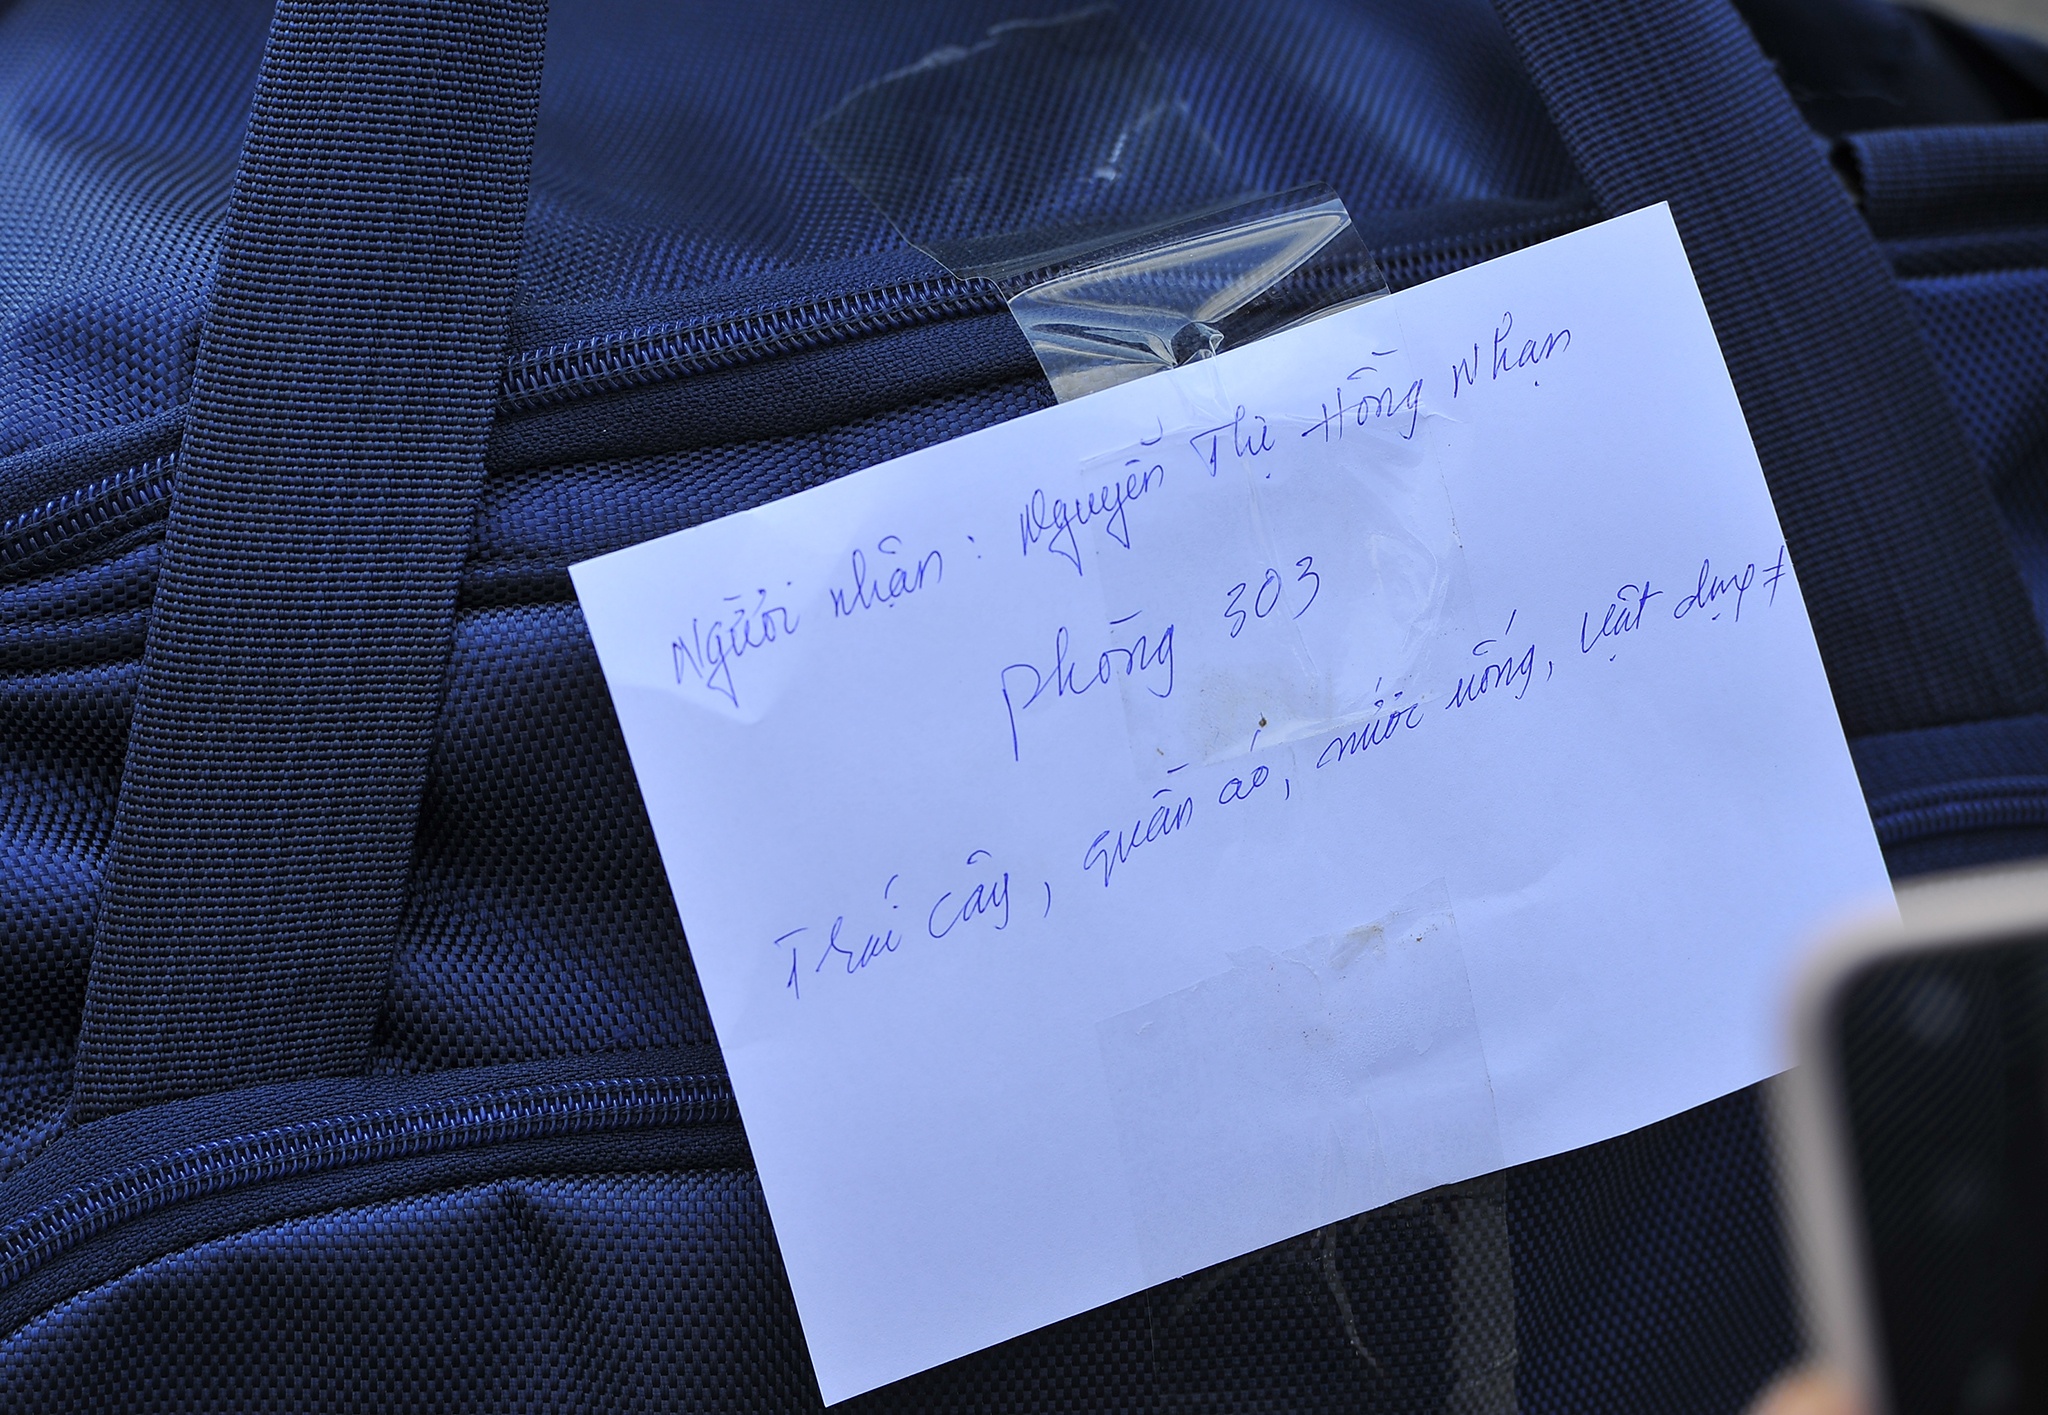 Người nhận: Nguyễn Thị Hồng Nhạn
Phòng 303
Trái cây, quần áo, nước uống, vật dụng ≠